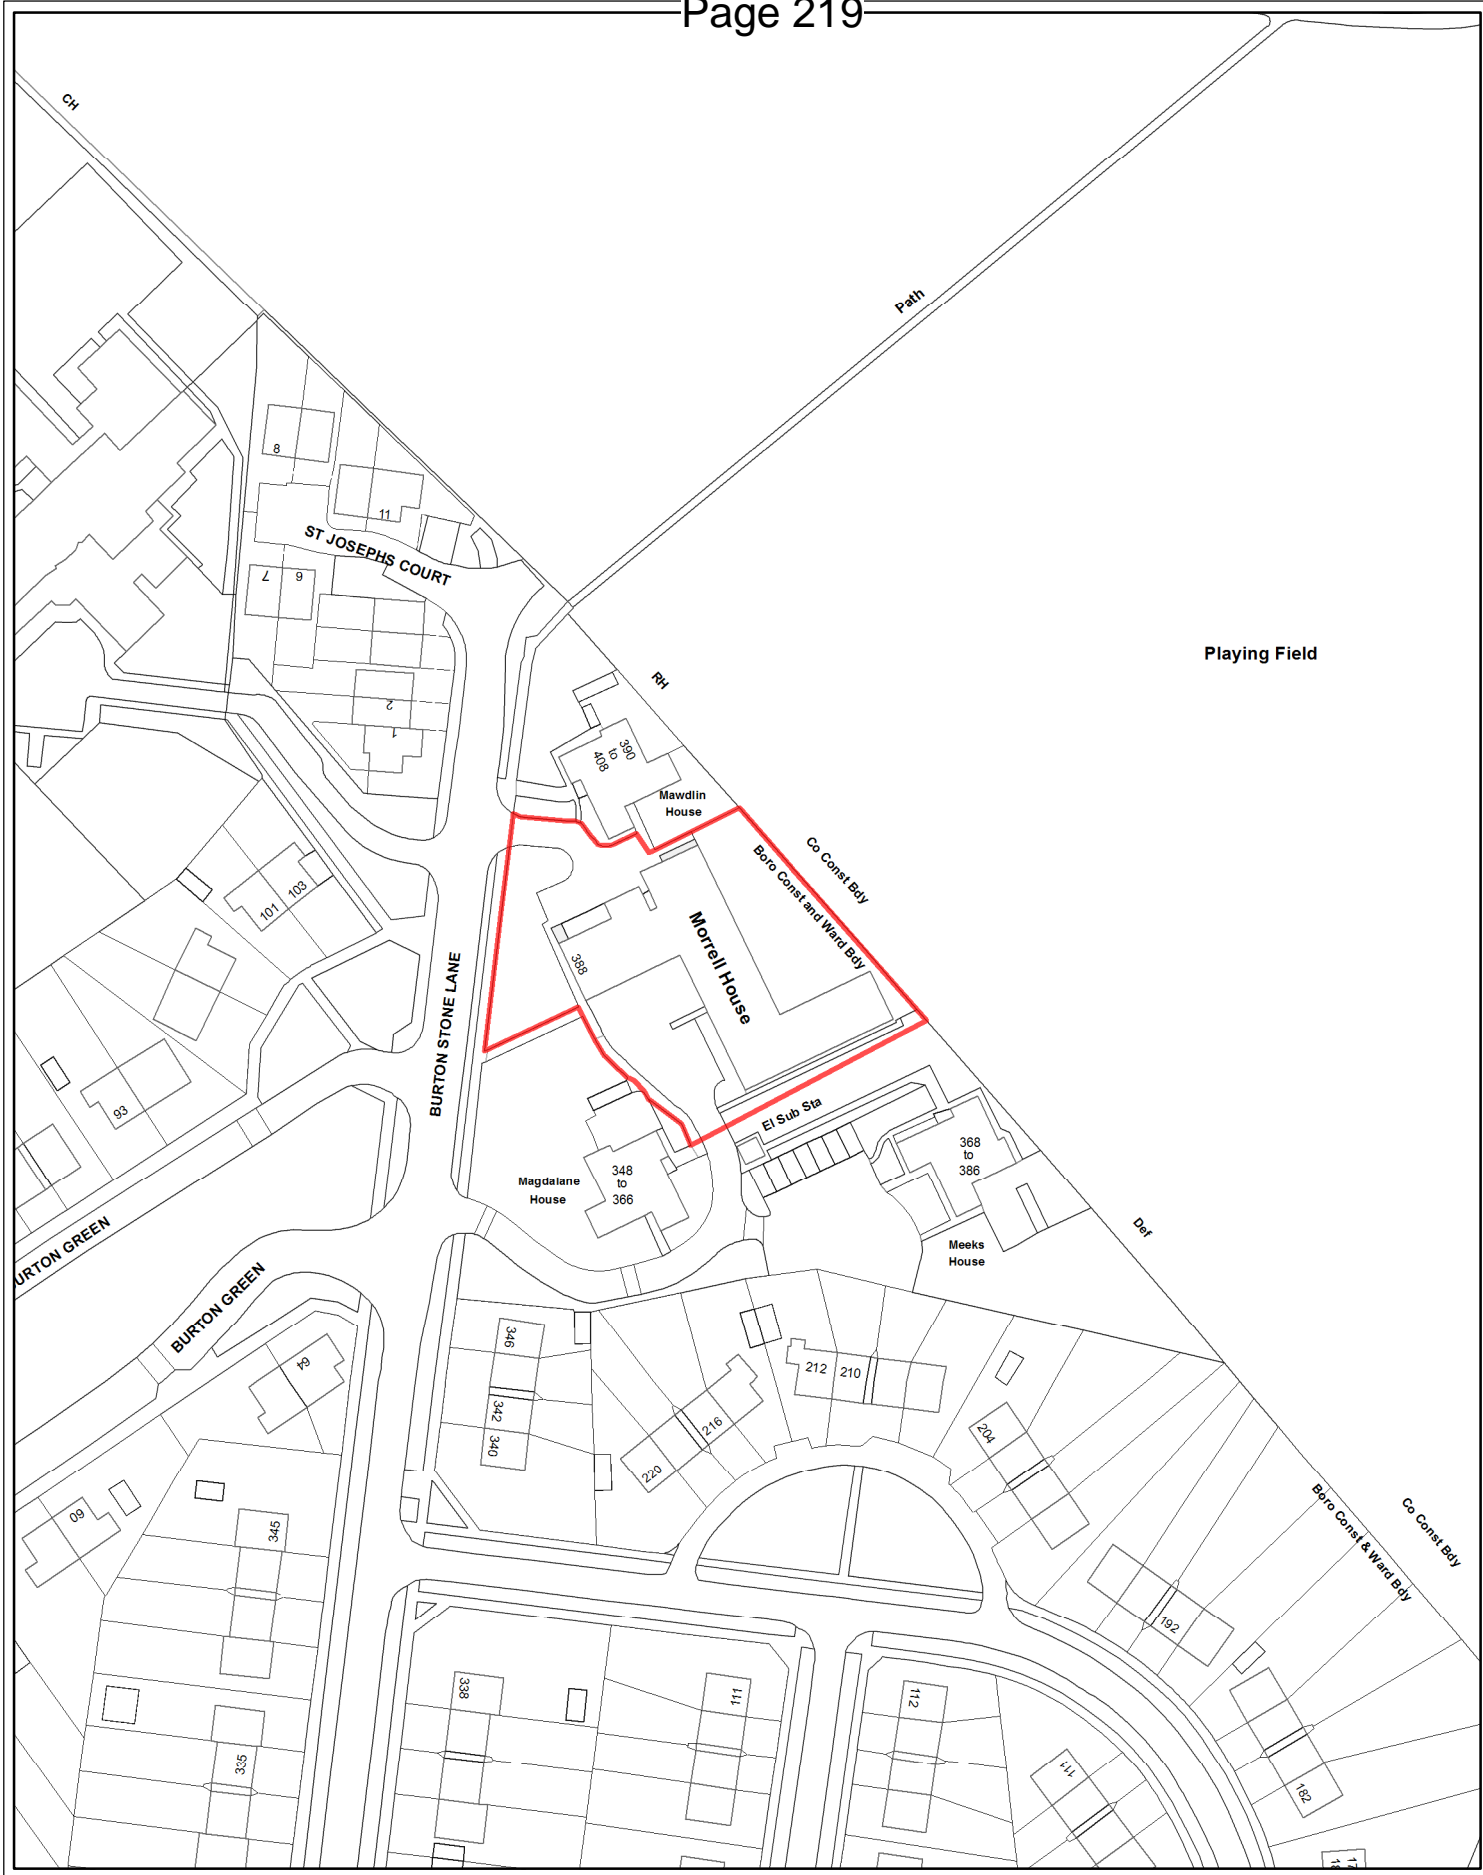 Page 219
CH
Path
8
11
ST JOSEPHS COURT
7
6
Playing Field
RH
2
1
390
to
408
Mawdlin
House
Co Const Bdy
Boro Const and Ward Bdy
103
101
Morrell House
388
BURTON STONE LANE
93
El Sub Sta
368
to
386
348
to
366
Magdalane
House
Def
Meeks
House
URTON GREEN
BURTON GREEN
346
64
212
210
342
216
340
204
220
Boro Const & Ward Bdy
Co Const Bdy
60
345
192
338
111
112
335
111
182